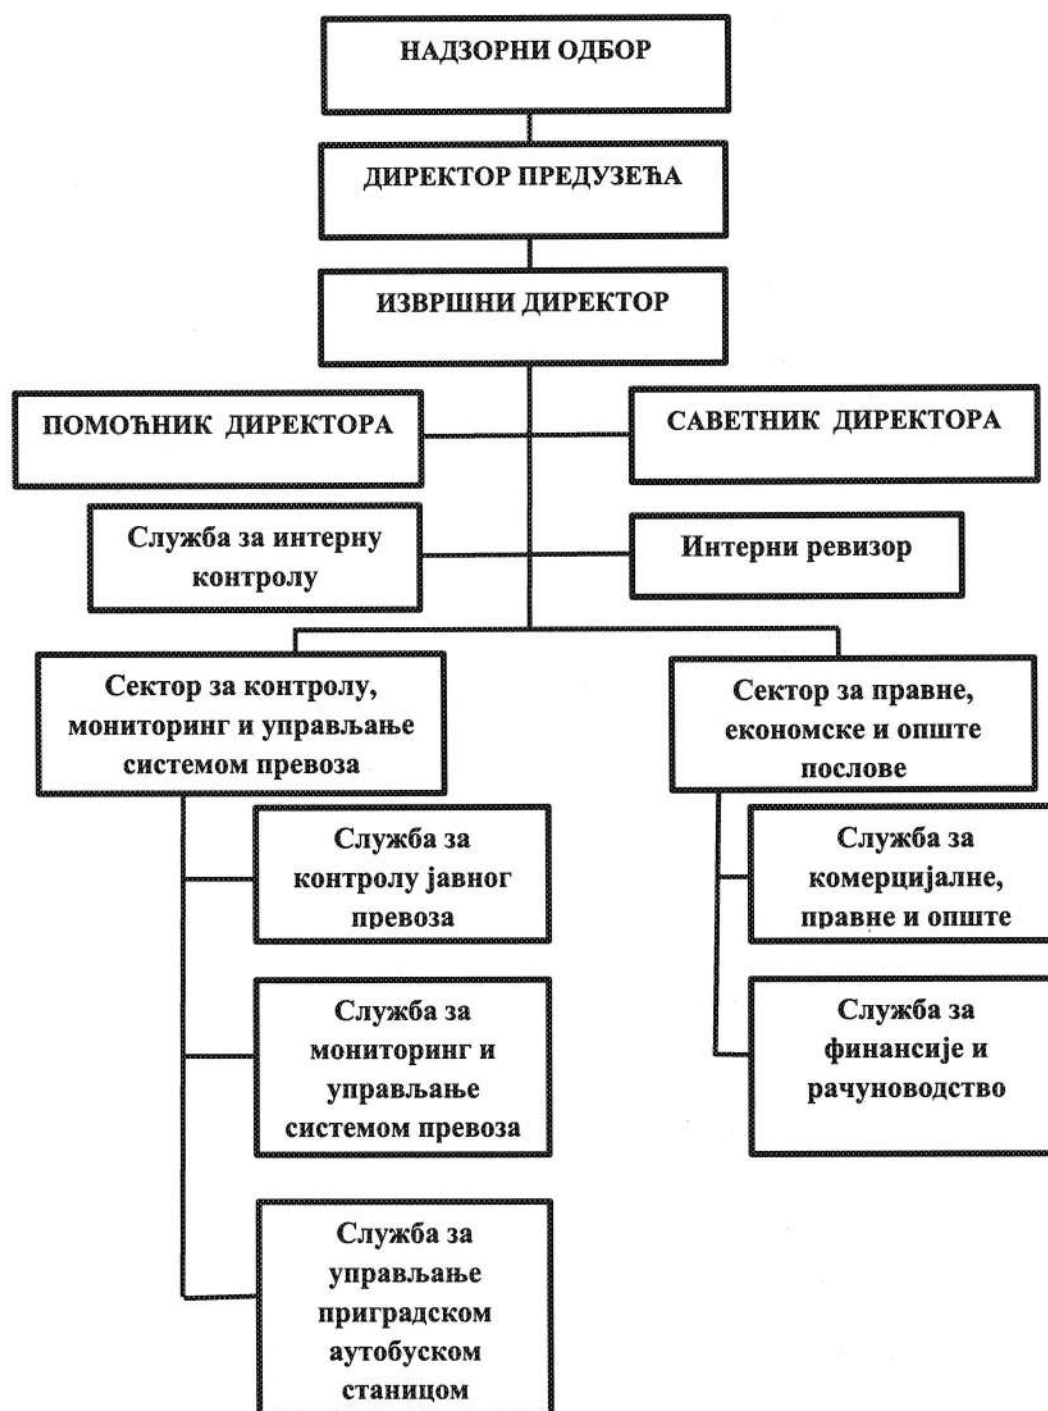 НАДЗОРНИ ОДБОР
ДИРЕКТОР ПРЕДУЗЕЋА
ИЗВРШНИ ДИРЕКТОР
ПОМОЋНИК ДИРЕКТОРА
САВЕТНИК ДИРЕКТОРА
Служба за интерну
контролу
Интерни ревизор
Сектор за контролу,
мониторинг и управљање
системом превоза
Сектор за правне,
економске и опште
послове
Служба за
контролу јавног
превоза
Служба за
комерцијалне,
правне и опште
Служба за
мониторинг и
управљање
системом превоза
Служба за
финансије и
рачуноводство
Служба за
управљање
приградском
аутобуском
станицом